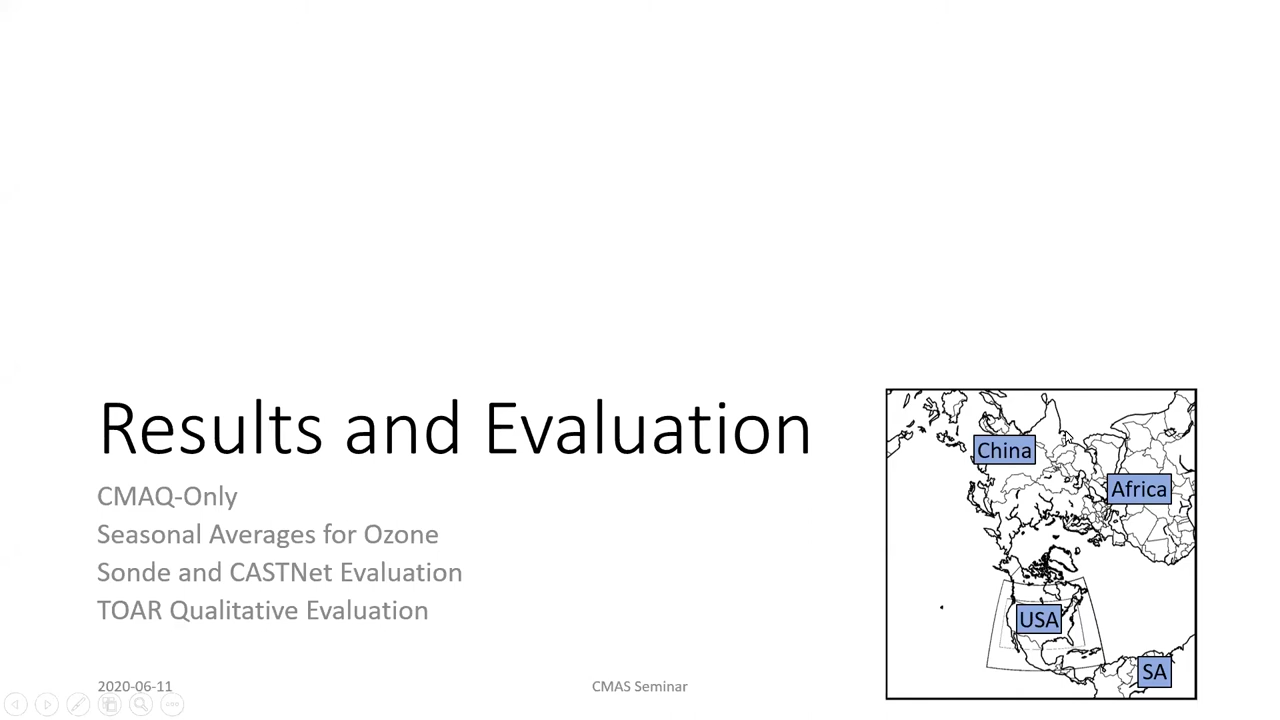 Results and Evaluation
CMAQ-Only
Seasonal Averages for Ozone
Sonde and CASTNet Evaluation
TOAR Qualitative Evaluation
China
Africa
USA
SA
2020-06-11
CMAS Seminar